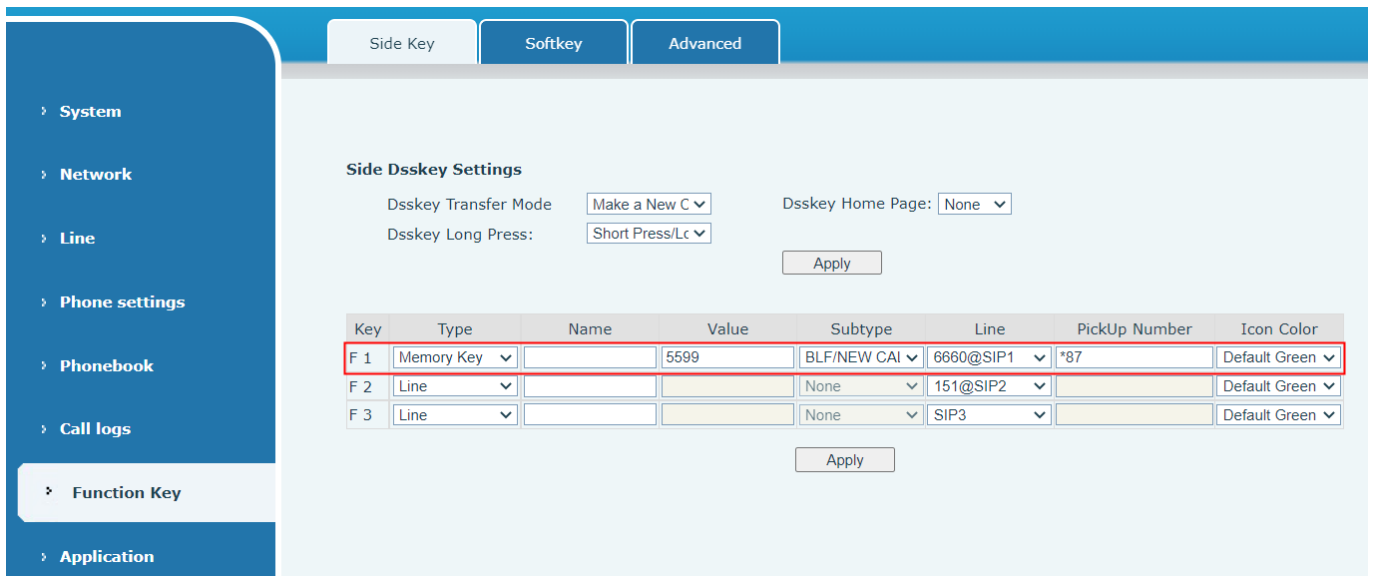 Side Key Softkey Advanced
System
Network
Line
Phone settings
Phonebook
Call logs
Function Key
Application
Side Dsskey Settings
Dsskey Transfer Mode Make a New C Dsskey Home Page: None
Dsskey Long Press: Short Press/Lo
Apply
Key Type Name Value Subtype Line PickUp Number Icon Color
F 1 Memory Key 5599 BLF/NEW CAL 6660@SIP1 *87 Default Green
F 2 Line None 151@SIP2 Default Green
F 3 Line None SIP3 Default Green
Apply